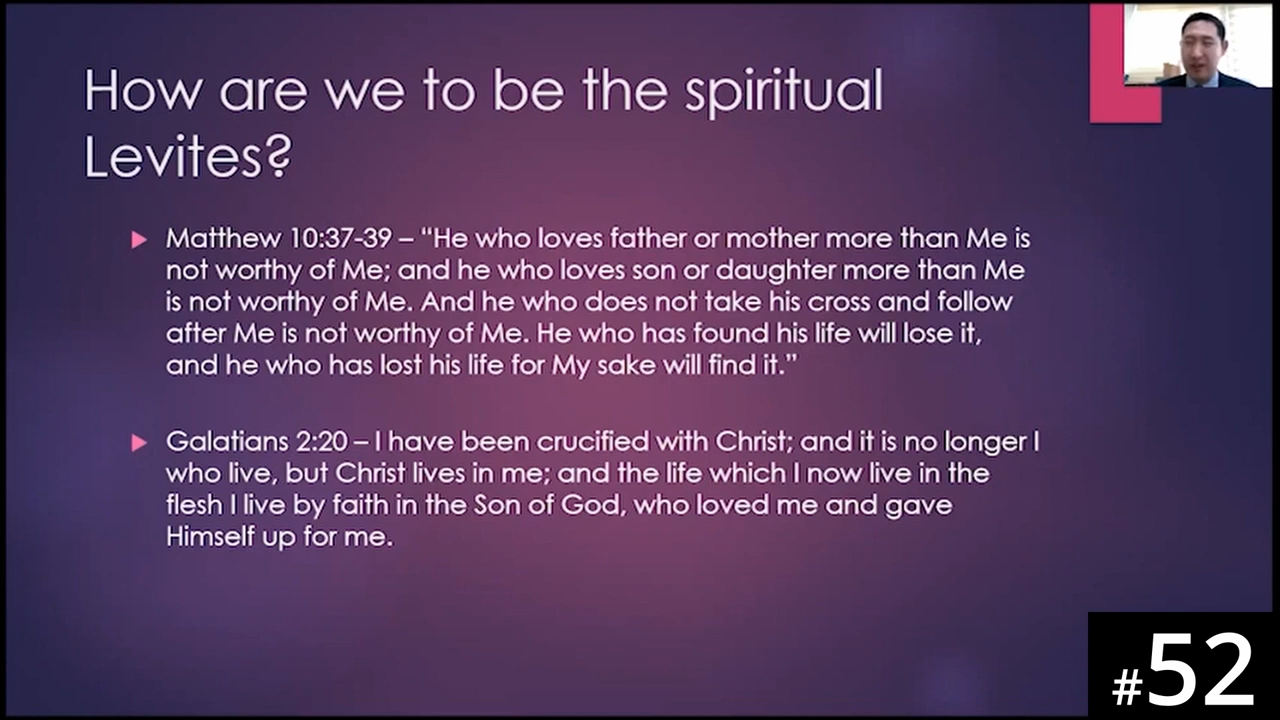 How are we to be the spiritual
Levites?
Matthew 10:37-39 – “He who loves father or mother more than Me is
not worthy of Me; and he who loves son or daughter more than Me
is not worthy of Me. And he who does not take his cross and follow
after Me is not worthy of Me. He who has found his life will lose it,
and he who has lost his life for My sake will find it.”
Galatians 2:20 – I have been crucified with Christ; and it is no longer I
who live, but Christ lives in me; and the life which I now live in the
flesh I live by faith in the Son of God, who loved me and gave
Himself up for me.
#52